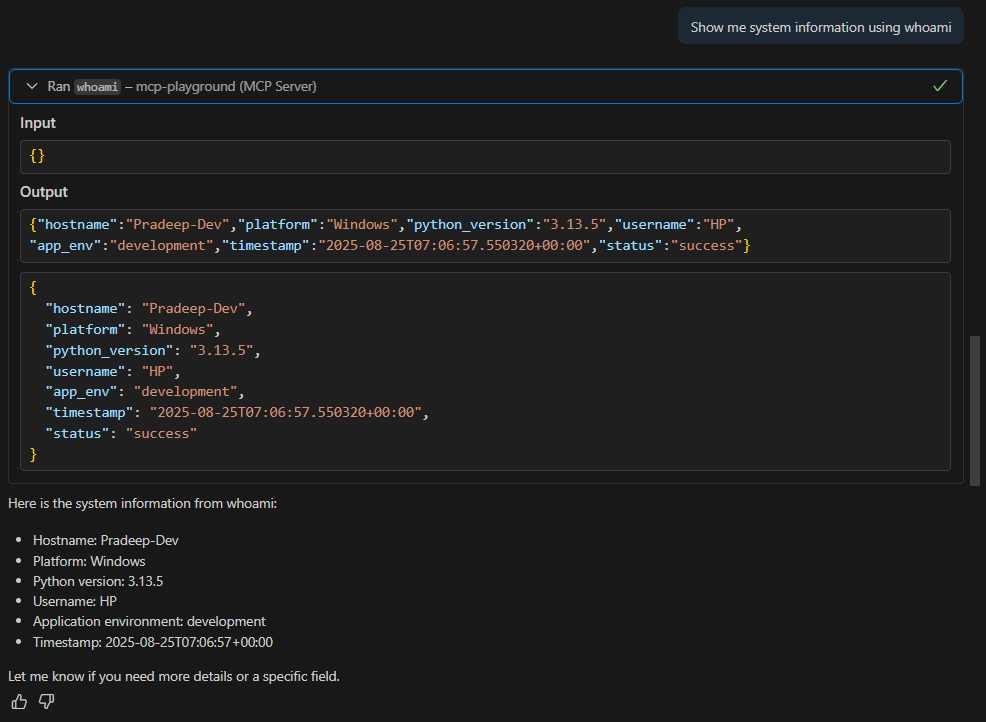 Show me system information using whoami
Ran whoami – mcp-playground (MCP Server)
Input
{}
Output
{"hostname":"Pradeep-Dev","platform":"Windows","python_version":"3.13.5","username":"HP",
"app_env":"development","timestamp":"2025-08-25T07:06:57.550320+00:00","status":"success"}
{
  "hostname": "Pradeep-Dev",
  "platform": "Windows",
  "python_version": "3.13.5",
  "username": "HP",
  "app_env": "development",
  "timestamp": "2025-08-25T07:06:57.550320+00:00",
  "status": "success"
}
Here is the system information from whoami:
• Hostname: Pradeep-Dev
• Platform: Windows
• Python version: 3.13.5
• Username: HP
• Application environment: development
• Timestamp: 2025-08-25T07:06:57+00:00
Let me know if you need more details or a specific field.